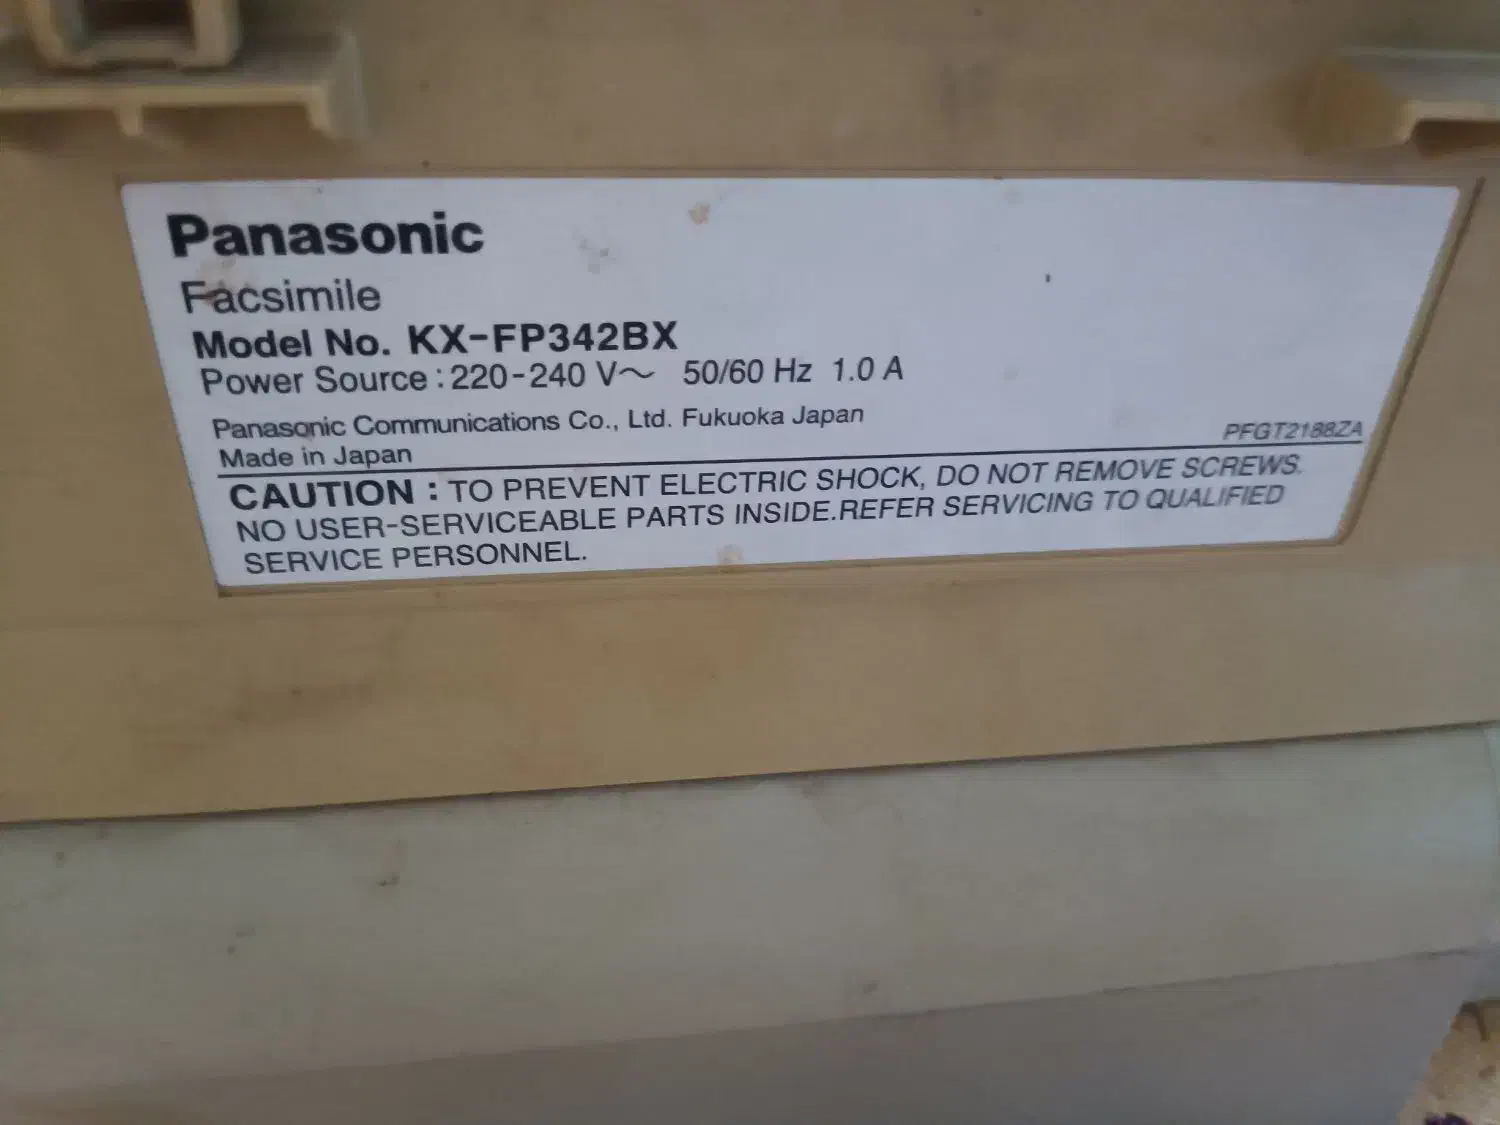 Panasonic
Facsimile
Model No. KX-FP342BX
Power Source : 220-240 V～ 50/60 Hz 1.0 A
Panasonic Communications Co., Ltd. Fukuoka Japan
Made in Japan
PFGT2188ZA
CAUTION : TO PREVENT ELECTRIC SHOCK, DO NOT REMOVE SCREWS.
NO USER-SERVICEABLE PARTS INSIDE.REFER SERVICING TO QUALIFIED
SERVICE PERSONNEL.